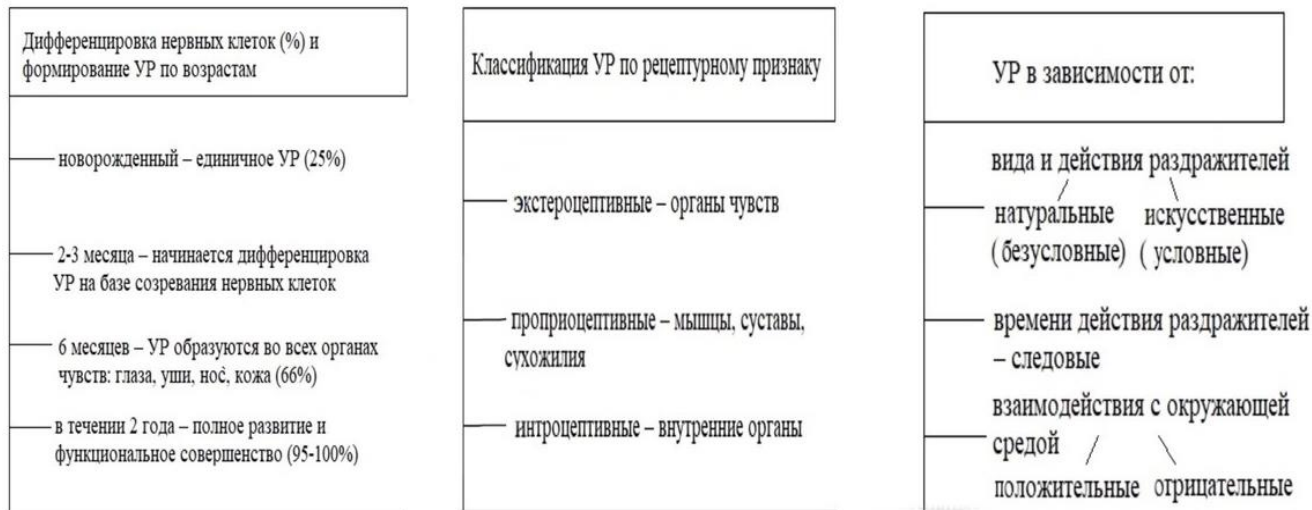 Дифференцировка нервных клеток (%) и
формирование УР по возрастам
новорожденный – единичное УР (25%)
2-3 месяца – начинается дифференцировка
УР на базе созревания нервных клеток
6 месяцев – УР образуются во всех органах
чувств: глаза, уши, нос, кожа (66%)
в течении 2 года – полное развитие и
функциональное совершенство (95-100%)
Классификация УР по рецептурному признаку
экстероцептивные – органы чувств
проприоцептивные – мышцы, суставы,
сухожилия
интроцептивные – внутренние органы
УР в зависимости от:
вида и действия раздражителей
натуральные искусственные
(безусловные) ( условные)
времени действия раздражителей
– следовые
взаимодействия с окружающей
средой
положительные отрицательные